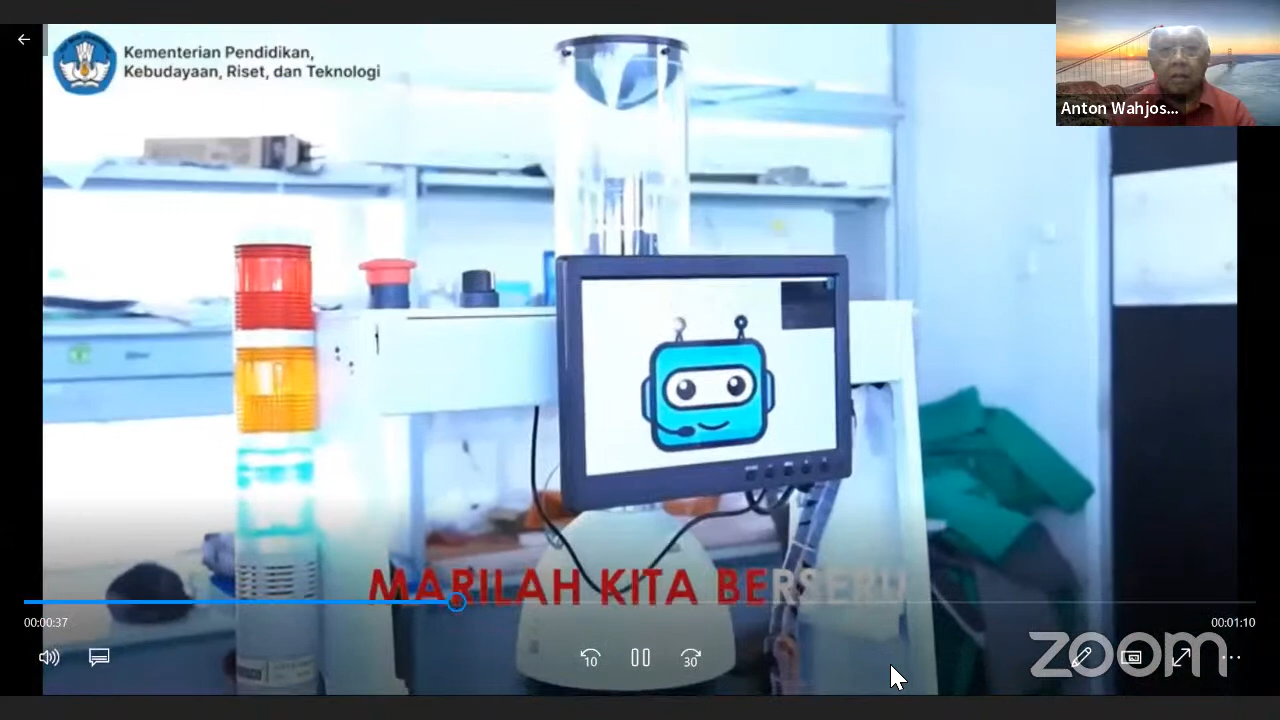 Kementerian Pendidikan,
Kebudayaan, Riset, dan Teknologi
Anton Wahjos...
MARILAH KITA BERSERU
00:00:37
00:01:10
10
30
zoom